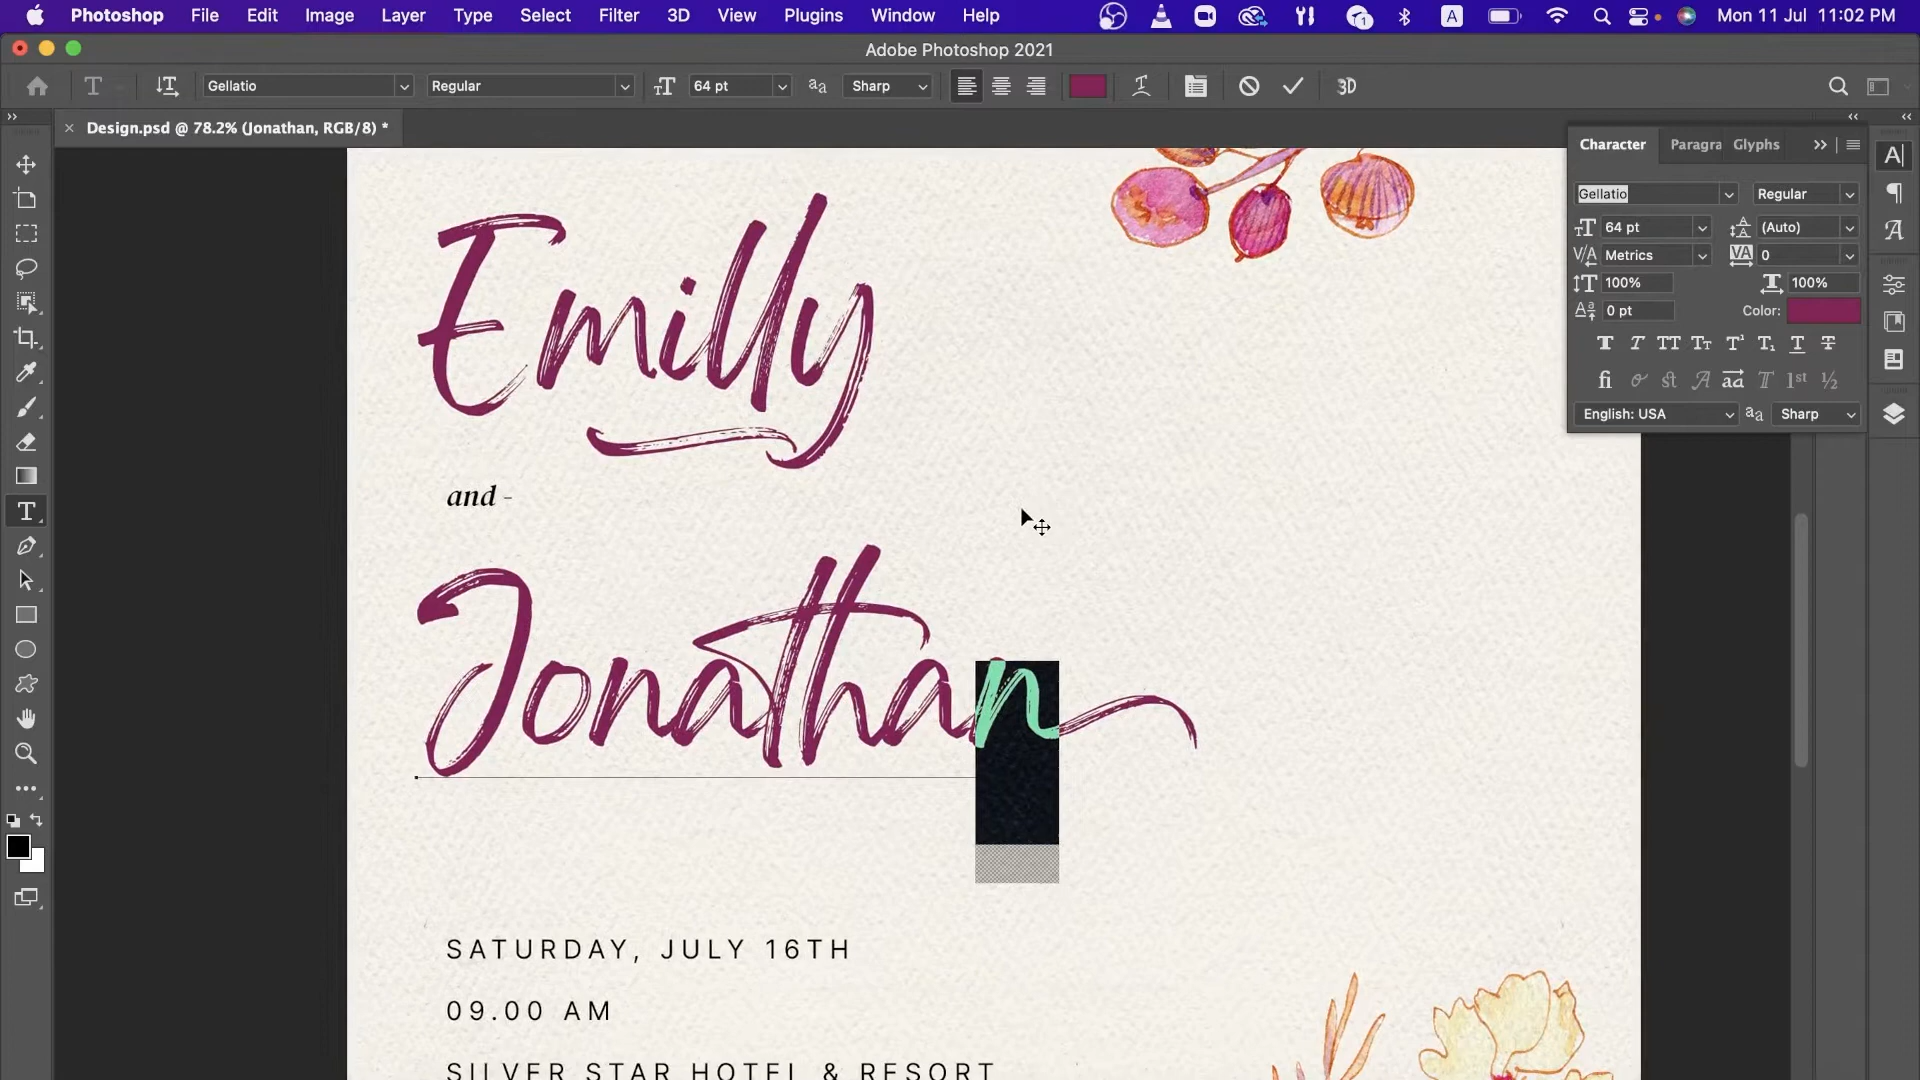 Photoshop File Edit Image Layer Type Select Filter 3D View Plugins Window Help 1 A Mon 11 Jul 11:02 PM
Adobe Photoshop 2021
Gellatio Regular 64 pt Sharp 3D
Design.psd @ 78.2% (Jonathan, RGB/8) *
Character Paragra Glyphs
Gellatio Regular
64 pt (Auto)
Metrics 0
100% 100%
0 pt Color:
English: USA Sharp
Emilly
and -
Jonathan
SATURDAY, JULY 16TH
09.00 AM
SILVER STAR HOTEL & RESORT